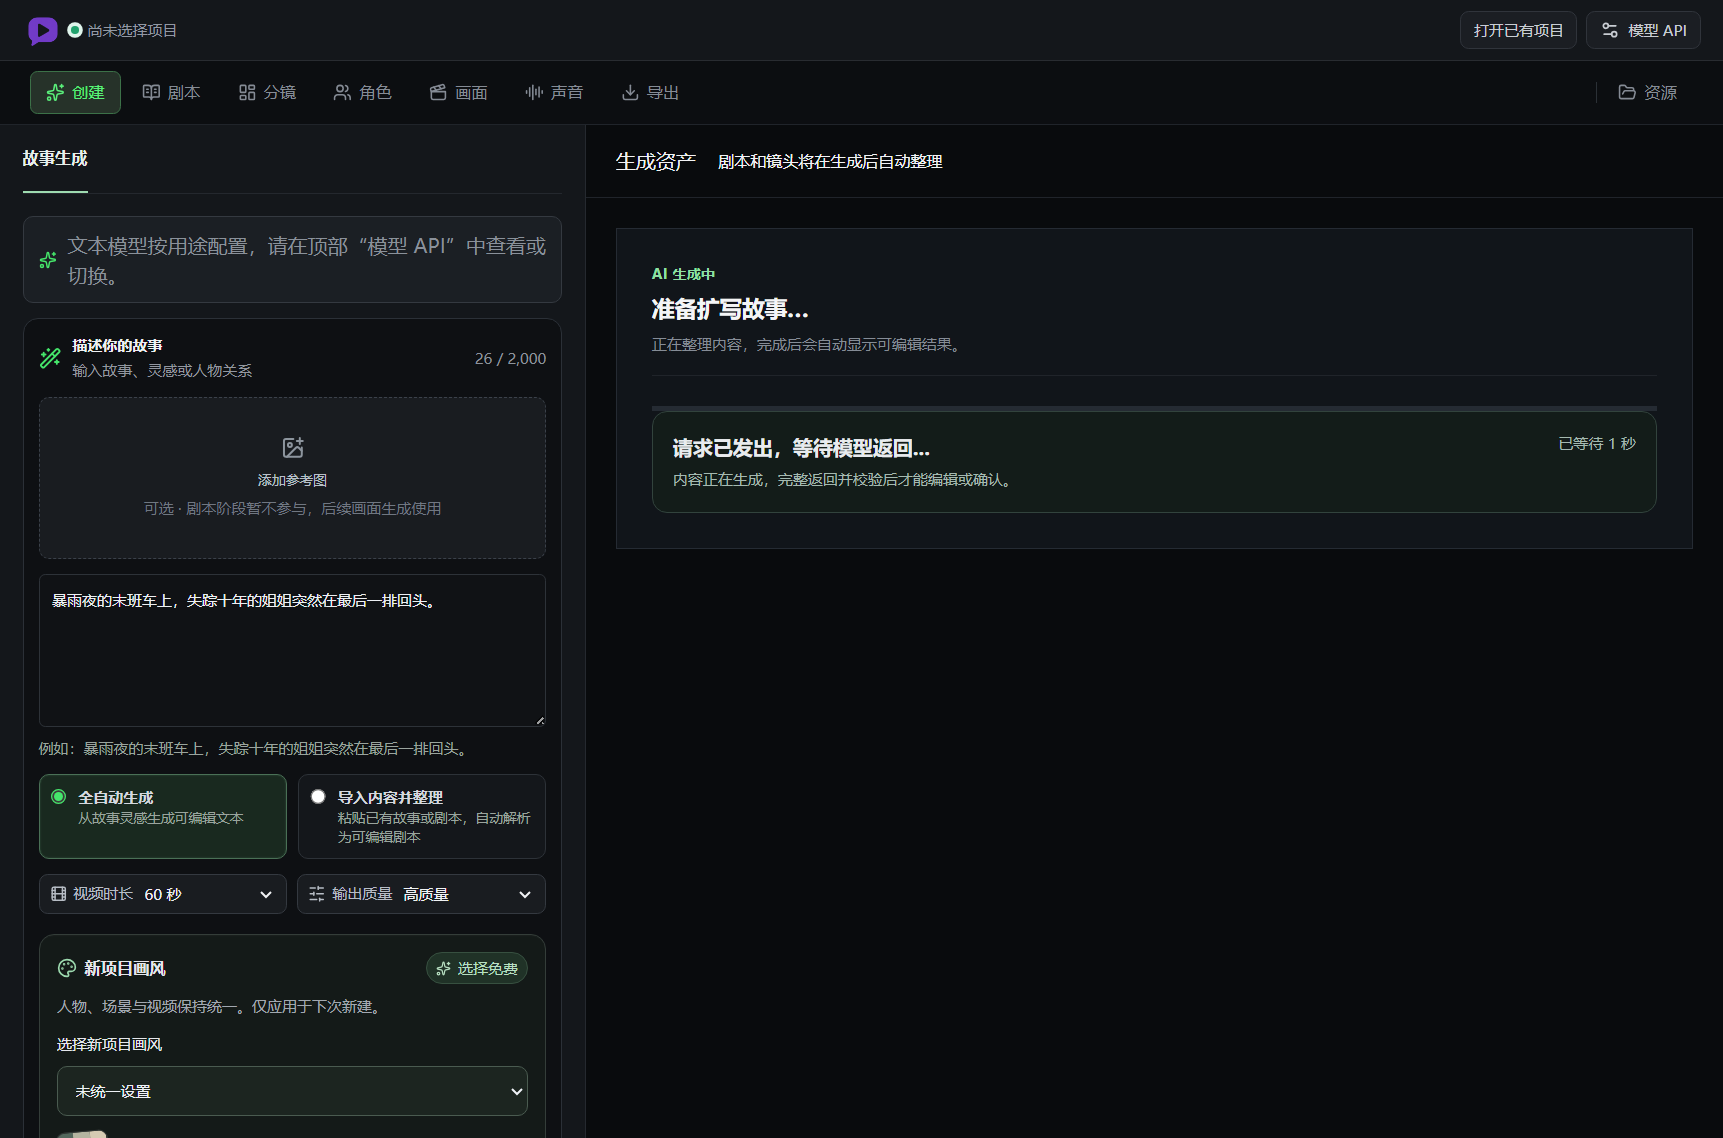 尚未选择项目
打开已有项目
模型 API
创建
剧本
分镜
角色
画面
声音
导出
资源
故事生成
文本模型按用途配置，请在顶部“模型 API”中查看或
切换。
描述你的故事
输入故事、灵感或人物关系
26 / 2,000
添加参考图
可选 · 剧本阶段暂不参与，后续画面生成使用
暴雨夜的末班车上，失踪十年的姐姐突然在最后一排回头。
例如：暴雨夜的末班车上，失踪十年的姐姐突然在最后一排回头。
全自动生成
从故事灵感生成可编辑文本
导入内容并整理
粘贴已有故事或剧本，自动解析
为可编辑剧本
视频时长 60 秒
输出质量 高质量
新项目画风
选择免费
人物、场景与视频保持统一。仅应用于下次新建。
选择新项目画风
未统一设置
生成资产 剧本和镜头将在生成后自动整理
AI 生成中
准备扩写故事...
正在整理内容，完成后会自动显示可编辑结果。
请求已发出，等待模型返回...
已等待 1 秒
内容正在生成，完整返回并校验后才能编辑或确认。